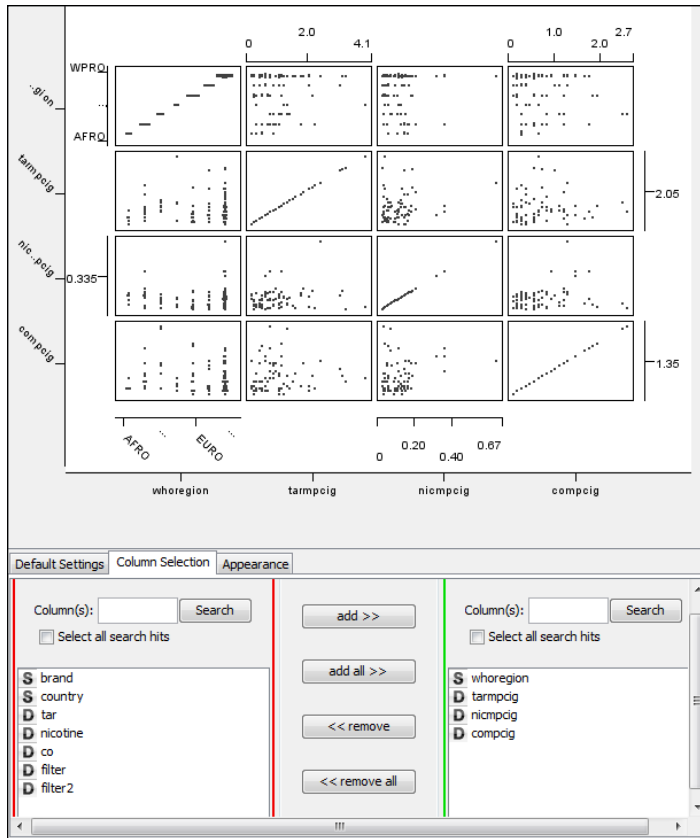 0 2.0 4.1 0 1.0 2.0 2.7
WPRO
..gion
...
AFRO
tarmpcig
2.05
nic..pcig
0.335
compcig
1.35
AFRO ... EURO ...
0 0.20 0.40 0.67
whoregion tarmpcig nicmpcig compcig
Default Settings Column Selection Appearance
Column(s): Search
Select all search hits
S brand
S country
D tar
D nicotine
D co
D filter
D filter2
add >>
add all >>
<< remove
<< remove all
Column(s): Search
Select all search hits
S whoregion
D tarmpcig
D nicmpcig
D compcig